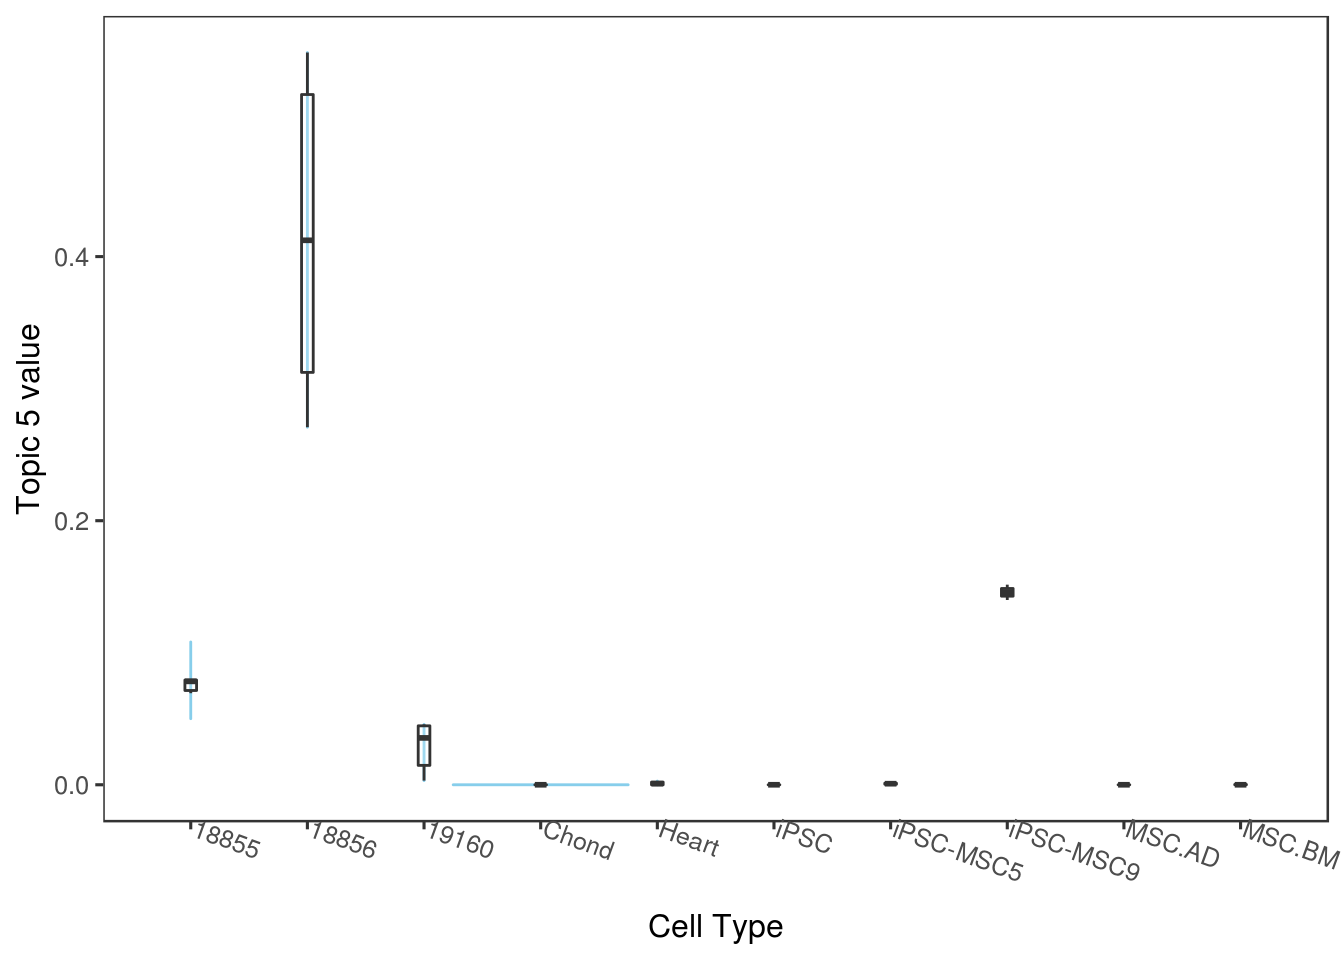 Topic 5 value
0.4
0.2
0.0
18855 18856 19160 Chond Heart iPSC iPSC-MSC5 iPSC-MSC9 MSC.AD MSC.BM
Cell Type